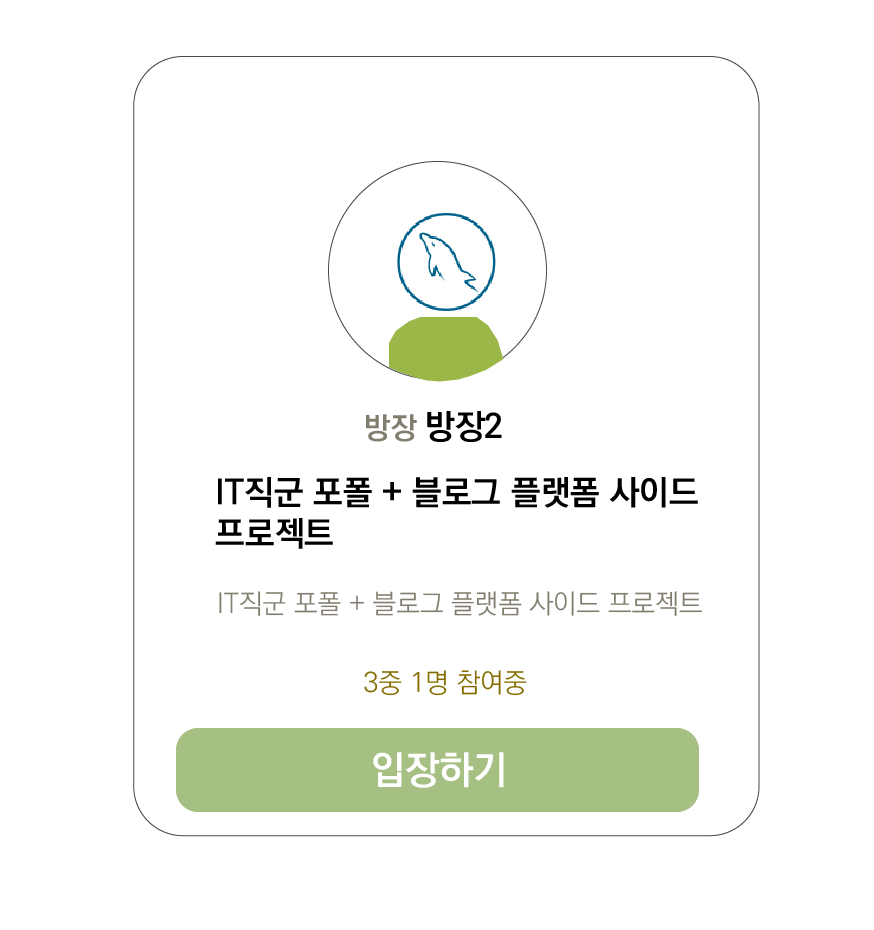 방장 방장2
IT직군 포폴 + 블로그 플랫폼 사이드
프로젝트
IT직군 포폴 + 블로그 플랫폼 사이드 프로젝트
3중 1명 참여중
입장하기